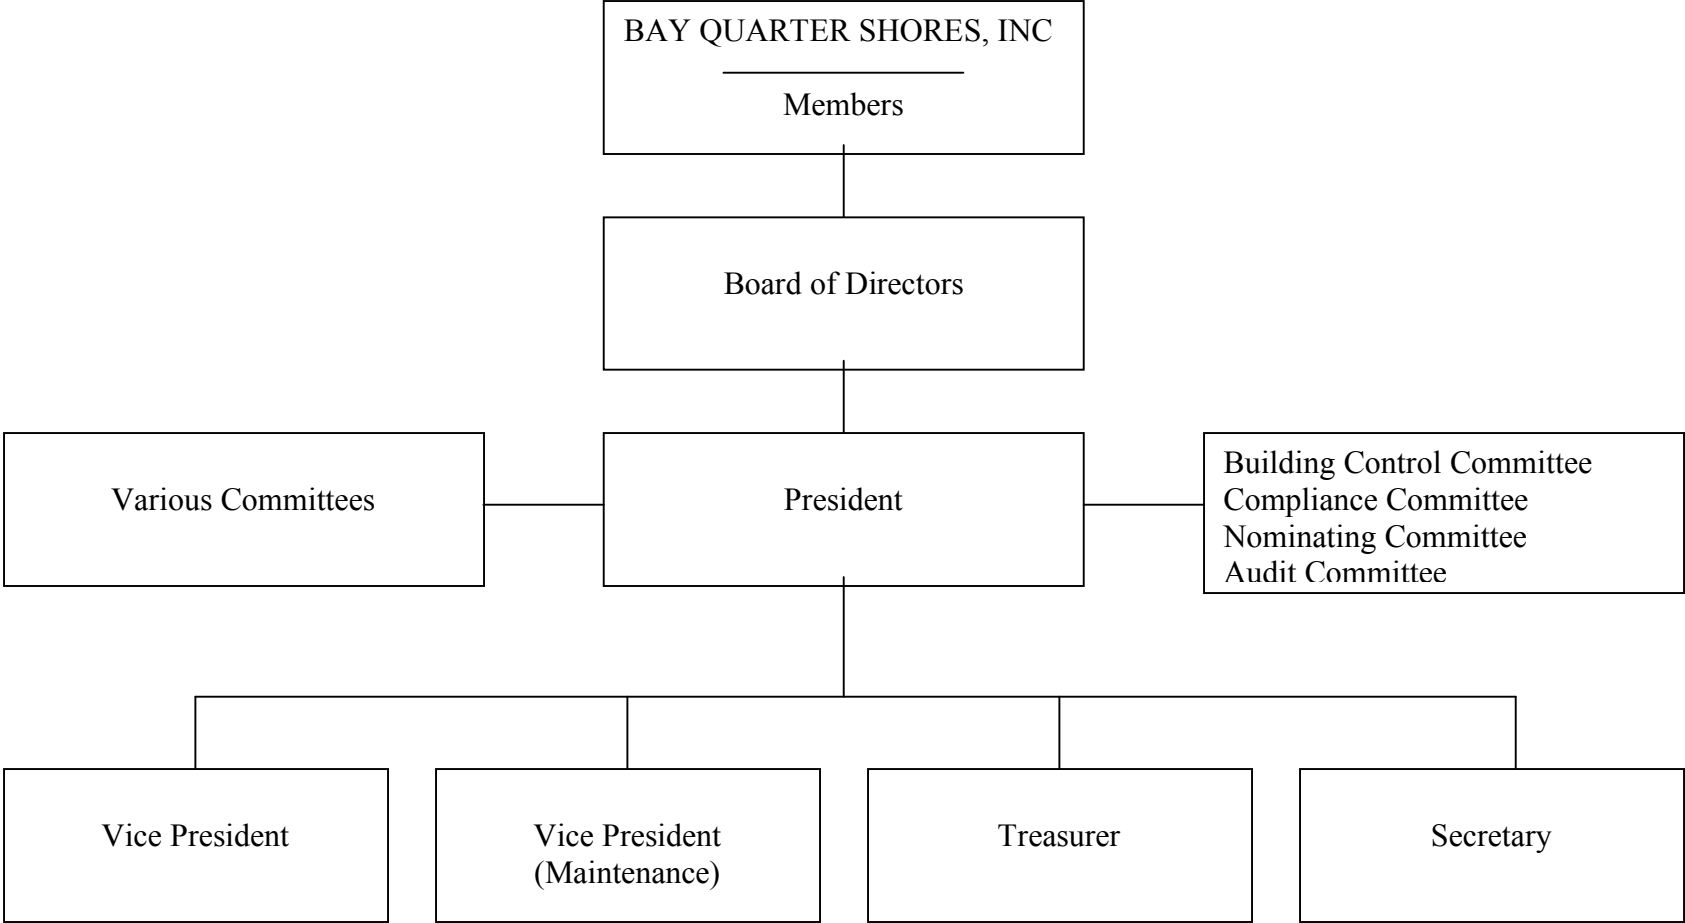 BAY QUARTER SHORES, INC
Members
Board of Directors
Various Committees
President
Building Control Committee
Compliance Committee
Nominating Committee
Audit Committee
Vice President
Vice President
(Maintenance)
Treasurer
Secretary